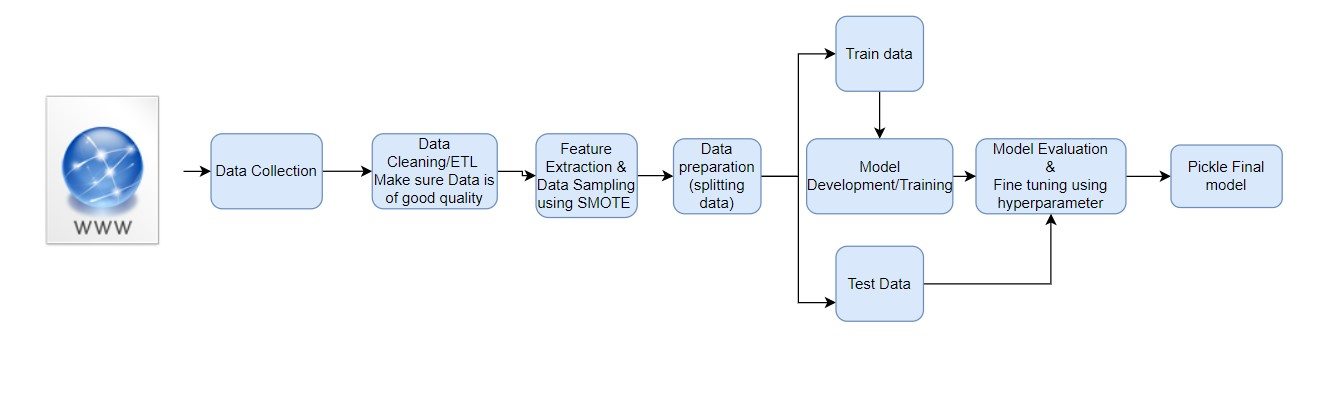 WWW
Data Collection
Data
Cleaning/ETL
Make sure Data is
of good quality
Feature
Extraction &
Data Sampling
using SMOTE
Data
preparation
(splitting
data)
Train data
Model
Development/Training
Test Data
Model Evaluation
&
Fine tuning using
hyperparameter
Pickle Final
model